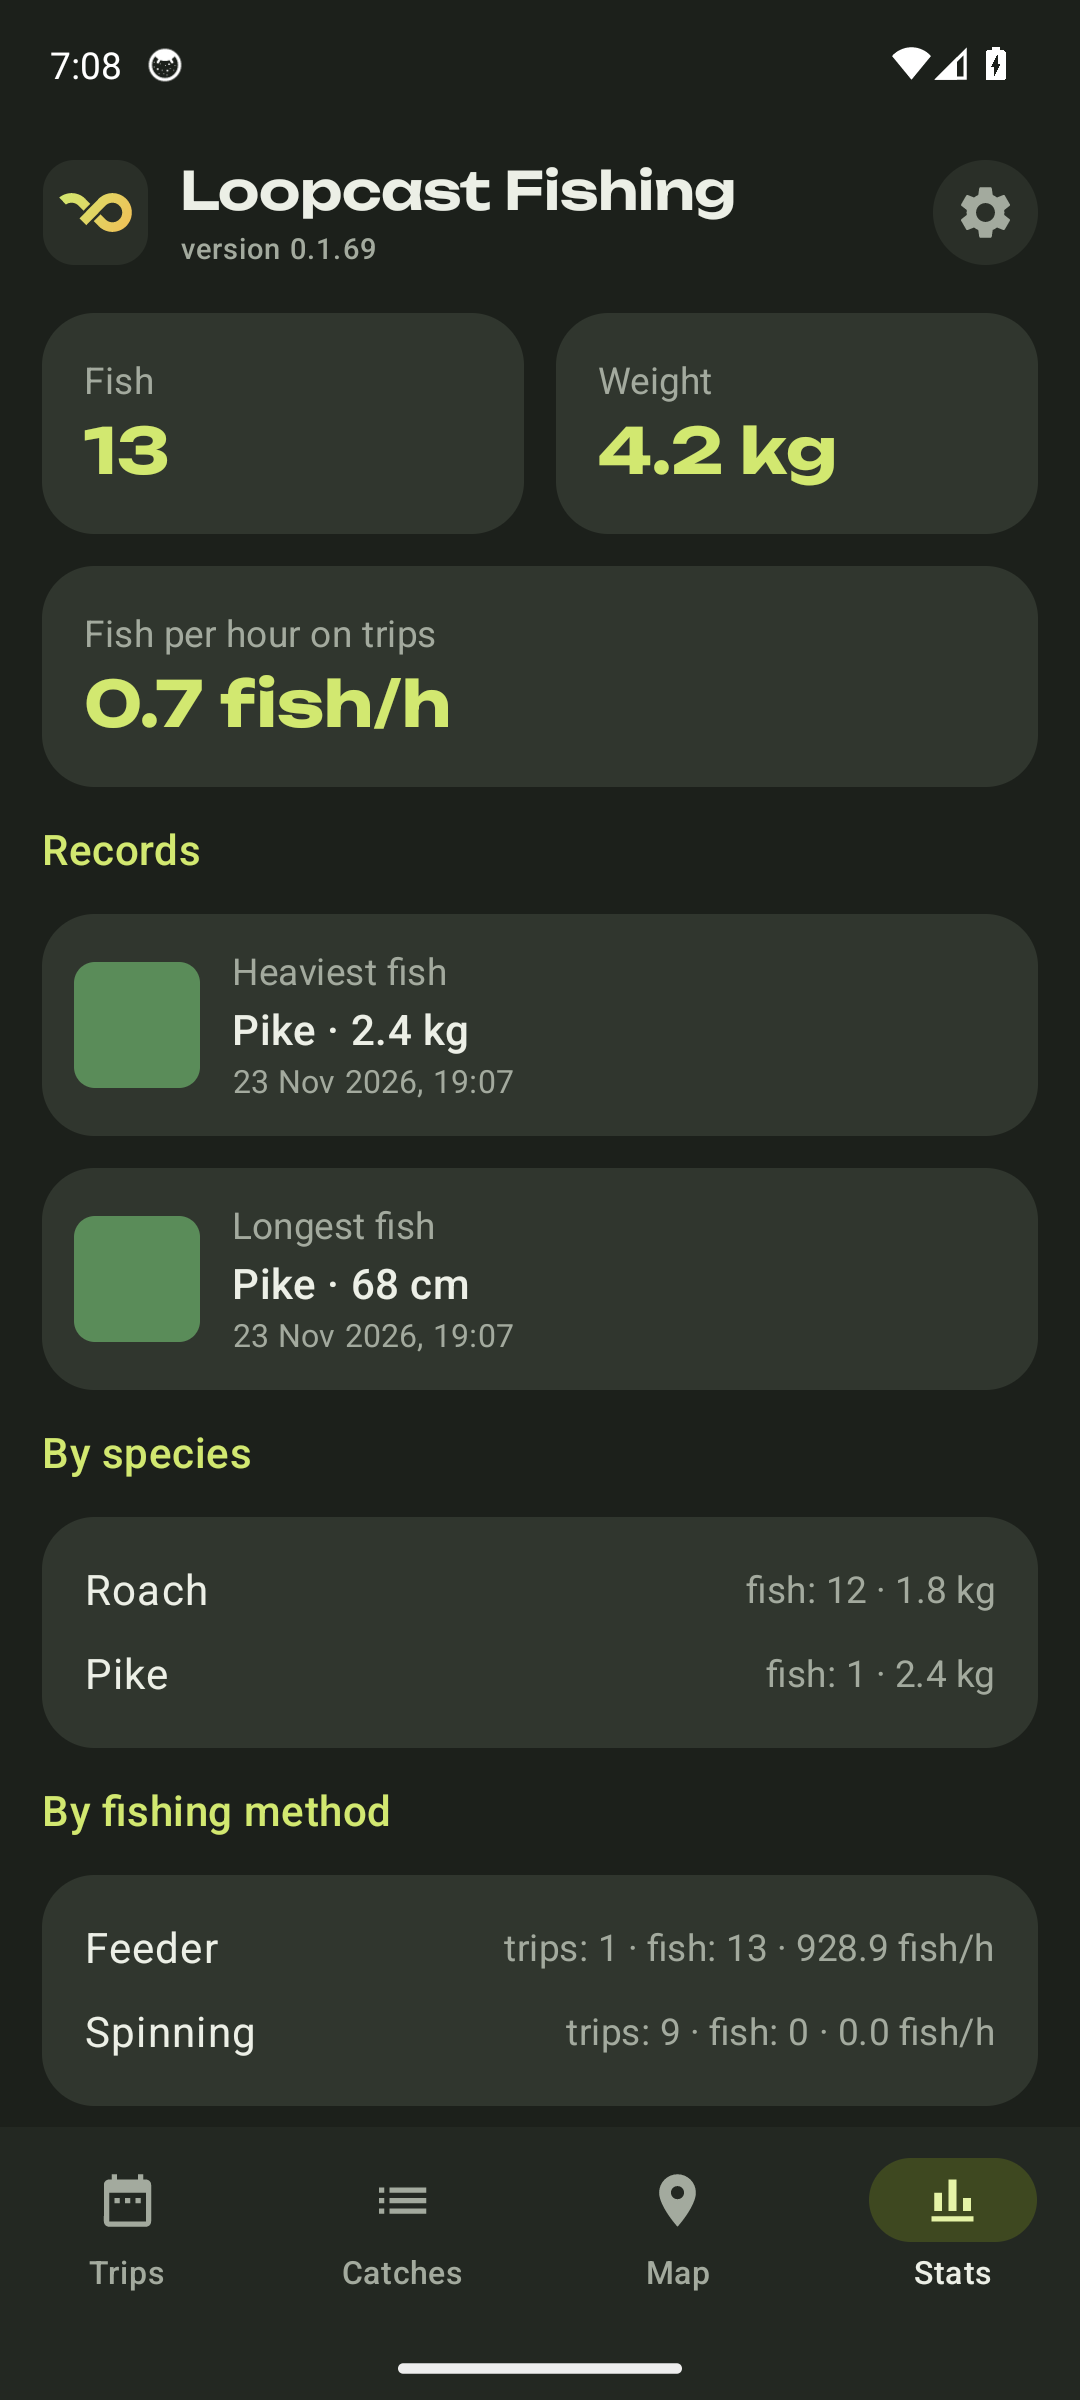 7:08
Loopcast Fishing
version 0.1.69
Fish
13
Weight
4.2 kg
Fish per hour on trips
0.7 fish/h
Records
Heaviest fish
Pike · 2.4 kg
23 Nov 2026, 19:07
Longest fish
Pike · 68 cm
23 Nov 2026, 19:07
By species
Roach fish: 12 · 1.8 kg
Pike fish: 1 · 2.4 kg
By fishing method
Feeder trips: 1 · fish: 13 · 928.9 fish/h
Spinning trips: 9 · fish: 0 · 0.0 fish/h
Trips Catches Map Stats